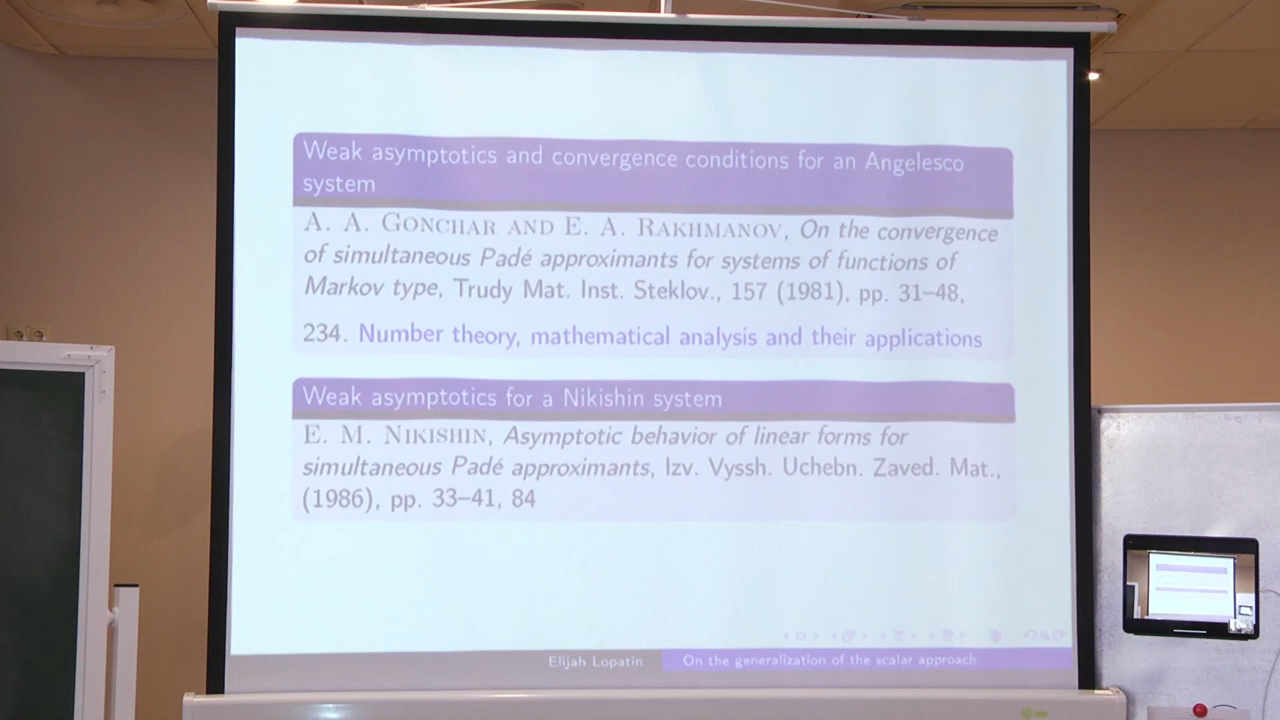 Weak asymptotics and convergence conditions for an Angelesco
system
A. A. GONCHAR AND E. A. RAKHMANOV, On the convergence
of simultaneous Padé approximants for systems of functions of
Markov type, Trudy Mat. Inst. Steklov., 157 (1981), pp. 31–48,
234. Number theory, mathematical analysis and their applications
Weak asymptotics for a Nikishin system
E. M. NIKISHIN, Asymptotic behavior of linear forms for
simultaneous Padé approximants, Izv. Vyssh. Uchebn. Zaved. Mat.,
(1986), pp. 33–41, 84
Elijah Lopatin On the generalization of the scalar approach